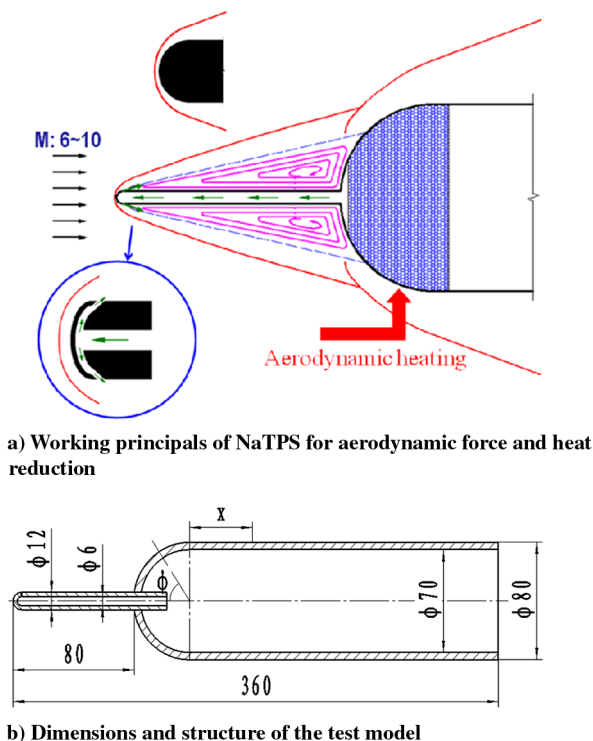 M: 6~10
Aerodynamic heating
a) Working principals of NaTPS for aerodynamic force and heat
reduction
x
ϕ12
ϕ6
ϕ
ϕ70
ϕ80
80
360
b) Dimensions and structure of the test model